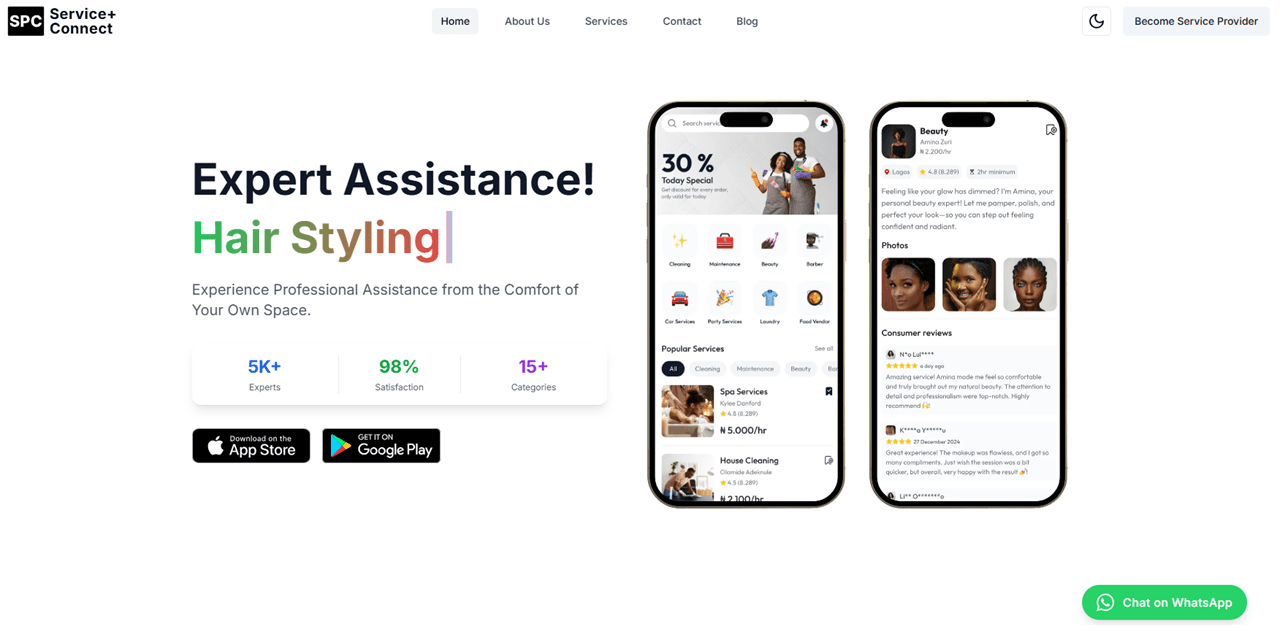 SPC Service+
Connect
Home
About Us
Services
Contact
Blog
Become Service Provider
Expert Assistance!
Hair Styling
Experience Professional Assistance from the Comfort of
Your Own Space.
5K+
Experts
98%
Satisfaction
15+
Categories
Download on the
App Store
GET IT ON
Google Play
Search servic
30 %
Today Special
Get discount for every order,
only valid for today
Cleaning
Maintenance
Beauty
Barber
Car Services
Party Services
Laundry
Food Vendor
Popular Services
See all
All
Cleaning
Maintenance
Beauty
Bar
Spa Services
Kylee Danford
4.8 (8.289)
₦ 5.000/hr
House Cleaning
Olamide Adeknule
4.5 (8.289)
₦ 2.100/hr
Beauty
Amina Zuri
₦ 2.200/hr
Lagos
4.8 (8.289)
2hr minimum
Feeling like your glow has dimmed? I'm Amina, your
personal beauty expert! Let me pamper, polish, and
perfect your look—so you can step out feeling
confident and radiant.
Photos
Consumer reviews
N*o Lul****
a day ago
Amazing service! Amina made me feel so comfortable
and truly brought out my natural beauty. The attention to
detail and professionalism were top-notch. Highly
recommend 🙌!
K****a Y*****u
27 December 2024
Great experience! The makeup was flawless, and I got so
many compliments. Just wish the session was a bit
quicker, but overall, very happy with the result 💅!
Li** O*******o
Chat on WhatsApp